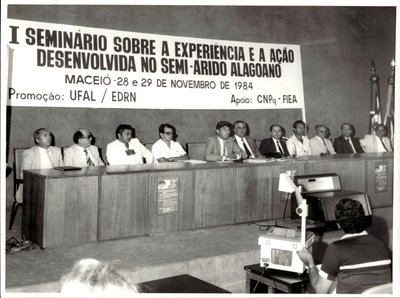 I SEMINÁRIO SOBRE A EXPERIÊNCIA E A AÇÃO
DESENVOLVIDA NO SEMI-ÁRIDO ALAGOANO
MACEIÓ - 28 e 29 DE NOVEMBRO DE 1984
Promoção: UFAL / EDRN Apoio: CNPq - FIEA